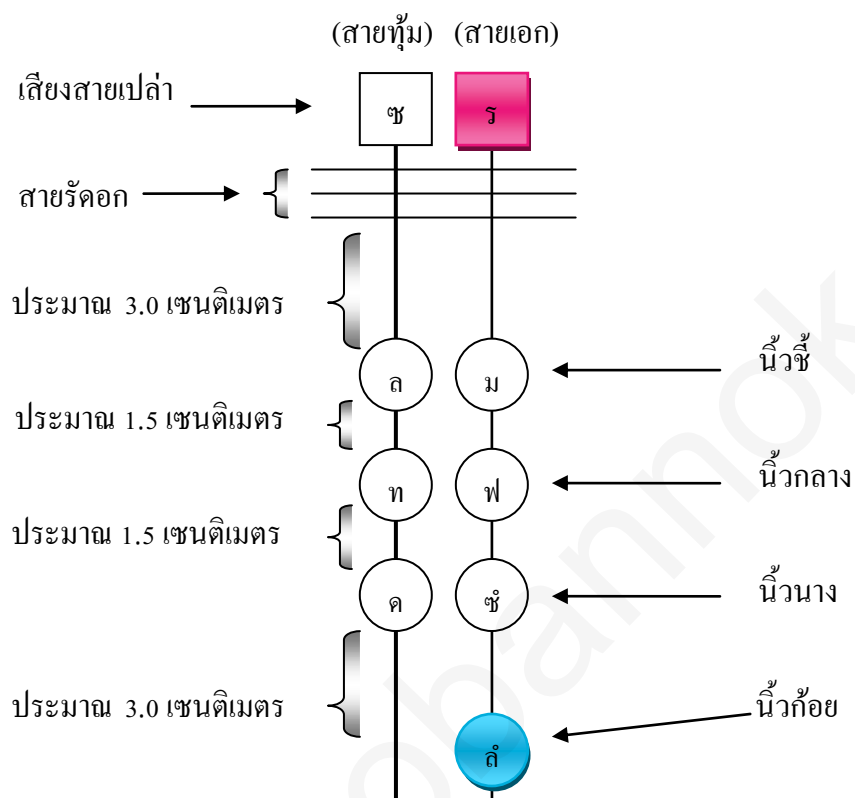 (สายทุ้ม) (สายเอก)
เสียงสายเปล่า ซ ร
สายรัดอก
ประมาณ 3.0 เซนติเมตร
ล ม นิ้วชี้
ประมาณ 1.5 เซนติเมตร
ท ฟ นิ้วกลาง
ประมาณ 1.5 เซนติเมตร
ด ซํ นิ้วนาง
ประมาณ 3.0 เซนติเมตร นิ้วก้อย
ลํ